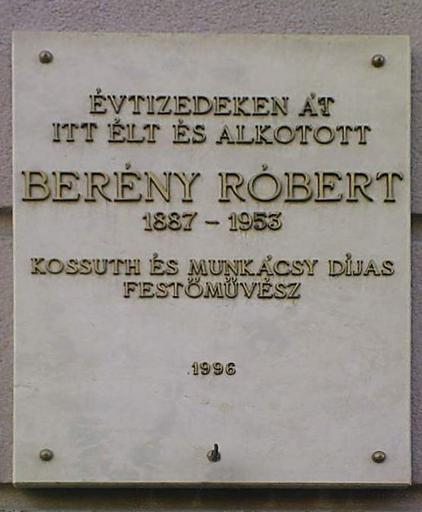 ÉVTIZEDEKEN ÁT
ITT ÉLT ÉS ALKOTOTT
BERÉNY RÓBERT
1887 – 1953
KOSSUTH ÉS MUNKÁCSY DÍJAS
FESTŐMŰVÉSZ
1996